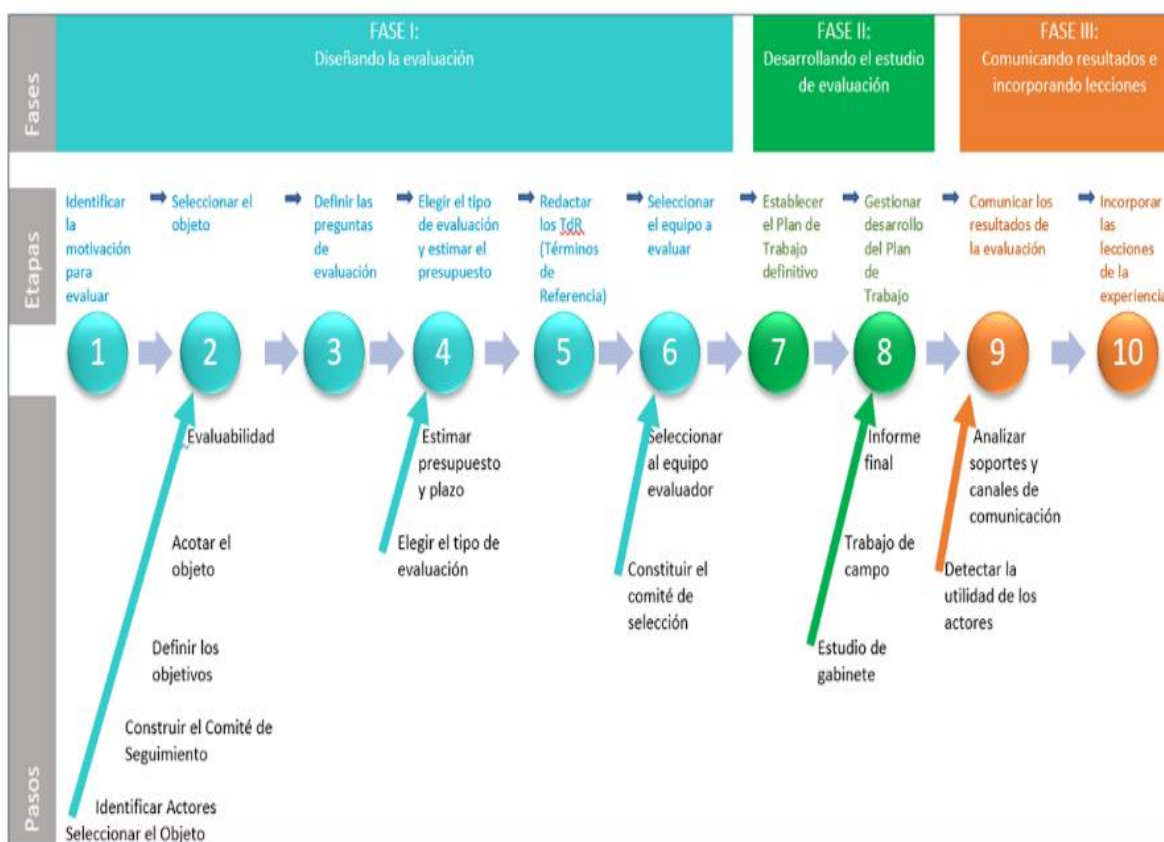 Fases
FASE I:
Diseñando la evaluación
FASE II:
Desarrollando el estudio
de evaluación
FASE III:
Comunicando resultados e
incorporando lecciones
Etapas
Identificar
la
motivación
para
evaluar
Seleccionar el
objeto
Definir las
preguntas
de
evaluación
Elegir el tipo
de evaluación
y estimar el
presupuesto
Redactar
los TdR
(Términos
de
Referencia)
Seleccionar
el equipo a
evaluar
Establecer
el Plan de
Trabajo
definitivo
Gestionar
desarrollo
del Plan
de
Trabajo
Comunicar los
resultados de
la evaluación
Incorporar
las
lecciones
de la
experiencia
1
2
3
4
5
6
7
8
9
10
Pasos
Evaluabilidad
Acotar el
objeto
Definir los
objetivos
Construir el Comité de
Seguimiento
Identificar Actores
Seleccionar el Objeto
Estimar
presupuesto
y plazo
Elegir el tipo de
evaluación
Seleccionar
al equipo
evaluador
Constituir el
comité de
selección
Informe
final
Trabajo de
campo
Estudio de
gabinete
Analizar
soportes y
canales de
comunicación
Detectar la
utilidad de los
actores